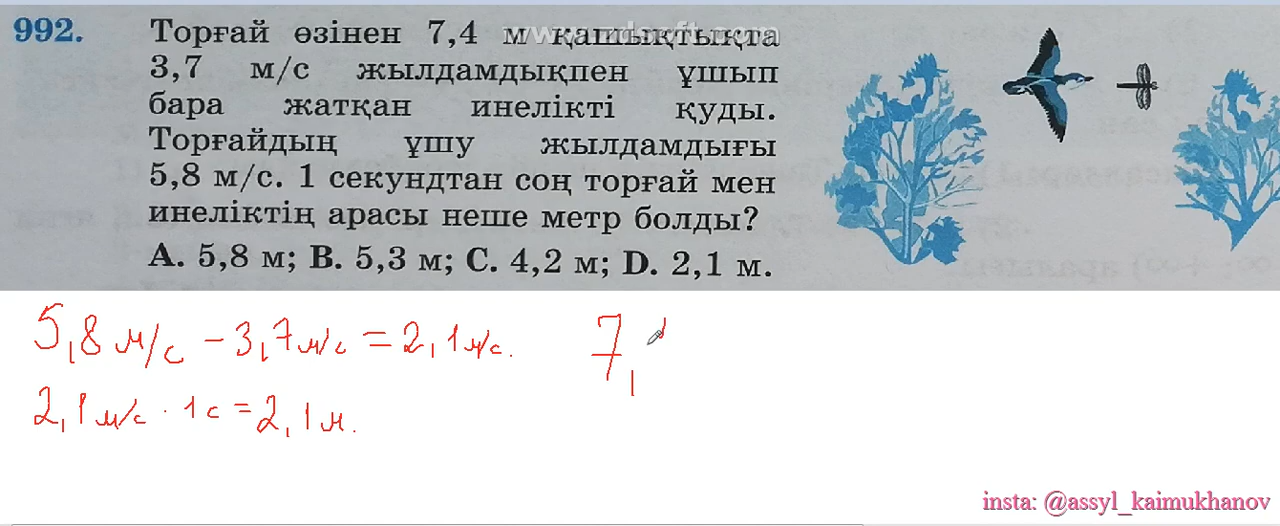 992. Торғай өзінен 7,4 м қашықтықта
3,7 м/с жылдамдықпен ұшып
бара жатқан инелікті қуды.
Торғайдың ұшу жылдамдығы
5,8 м/с. 1 секундтан соң торғай мен
инеліктің арасы неше метр болды?
А. 5,8 м; В. 5,3 м; С. 4,2 м; D. 2,1 м.
5,8 м/с - 3,7 м/с = 2,1 м/с.
2,1 м/с · 1 с = 2,1 м.
7,
insta: @assyl_kaimukhanov